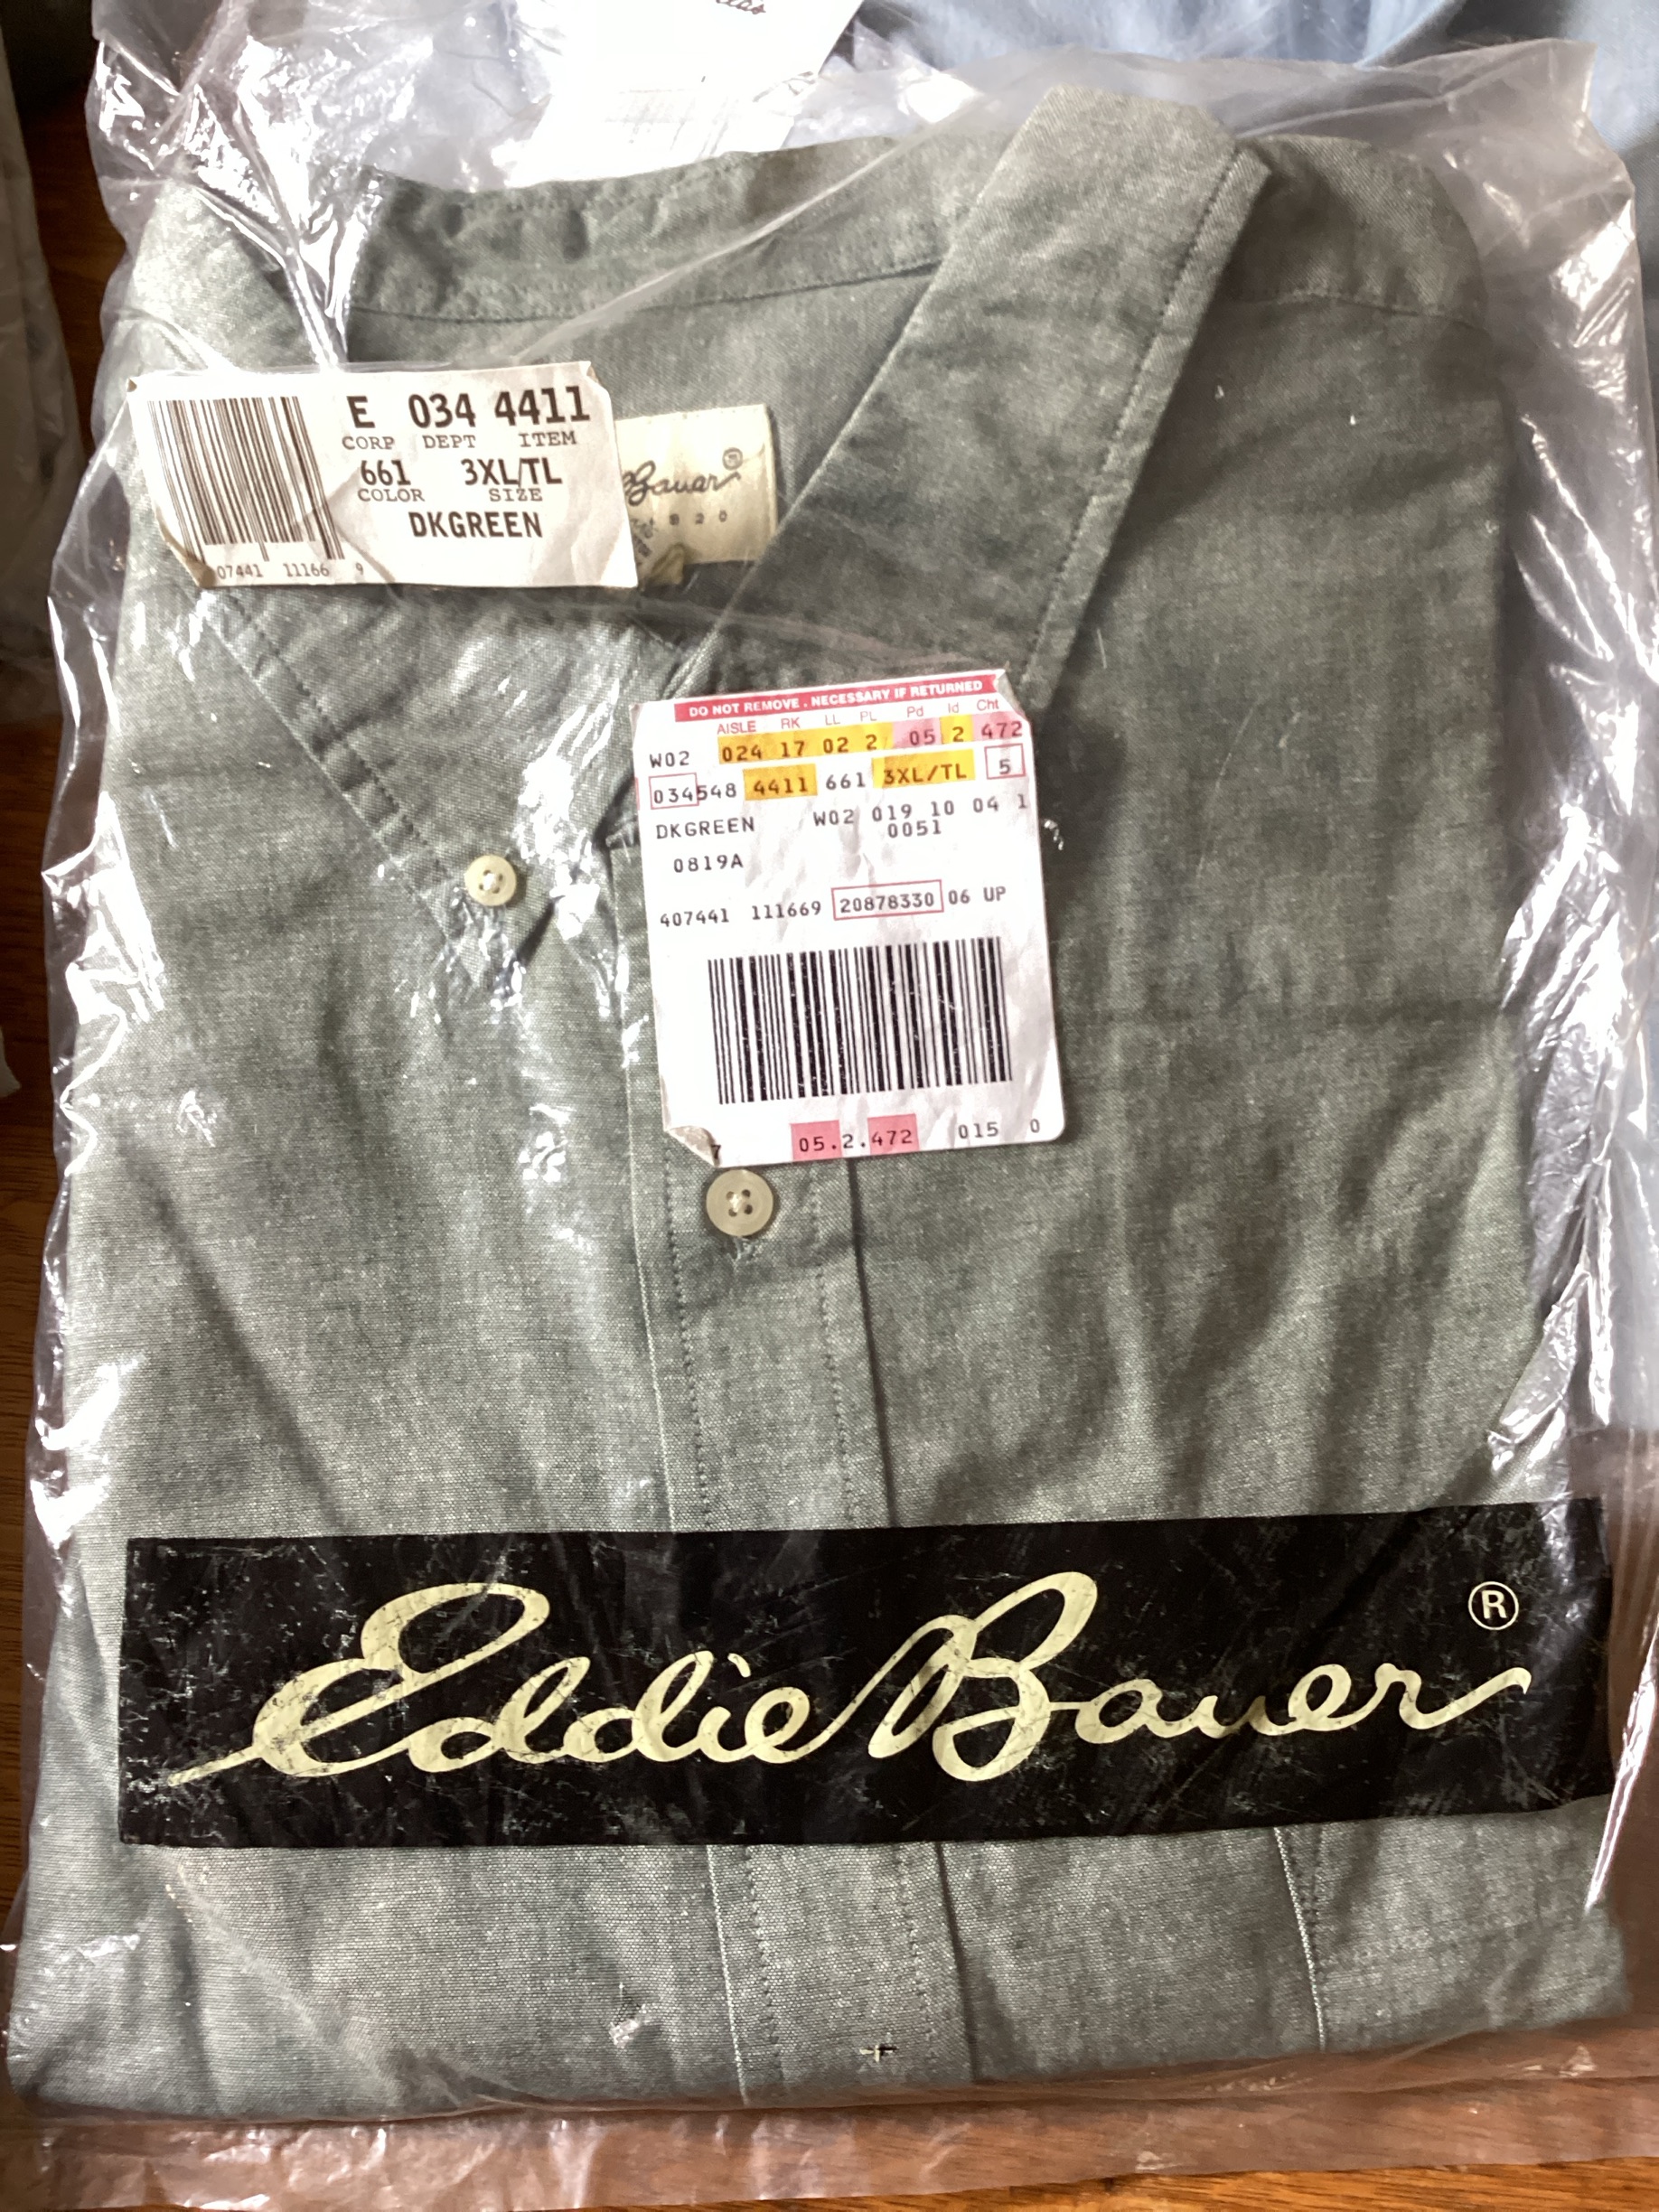 E 034 4411
CORP DEPT ITEM
661 3XL/TL
COLOR SIZE
DKGREEN
07441 11166 9
Bauer®
DO NOT REMOVE . NECESSARY IF RETURNED
AISLE RK LL PL Pd Id Cht
W02 024 17 02 2 05 2 472
034548 4411 661 3XL/TL 5
DKGREEN W02 019 10 04 1
0051
0819A
407441 111669 20878330 06 UP
7 05.2.472 015 0
Eddie Bauer®